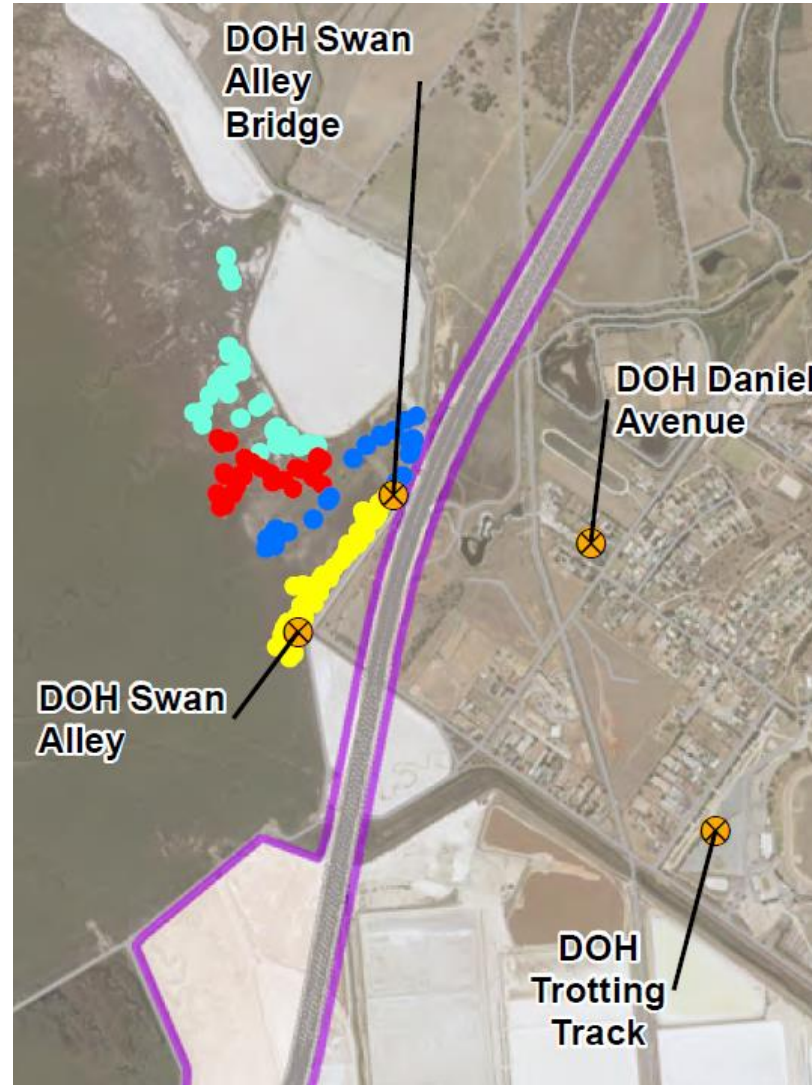 DOH Swan
Alley
Bridge
DOH Daniel
Avenue
DOH Swan
Alley
DOH
Trotting
Track